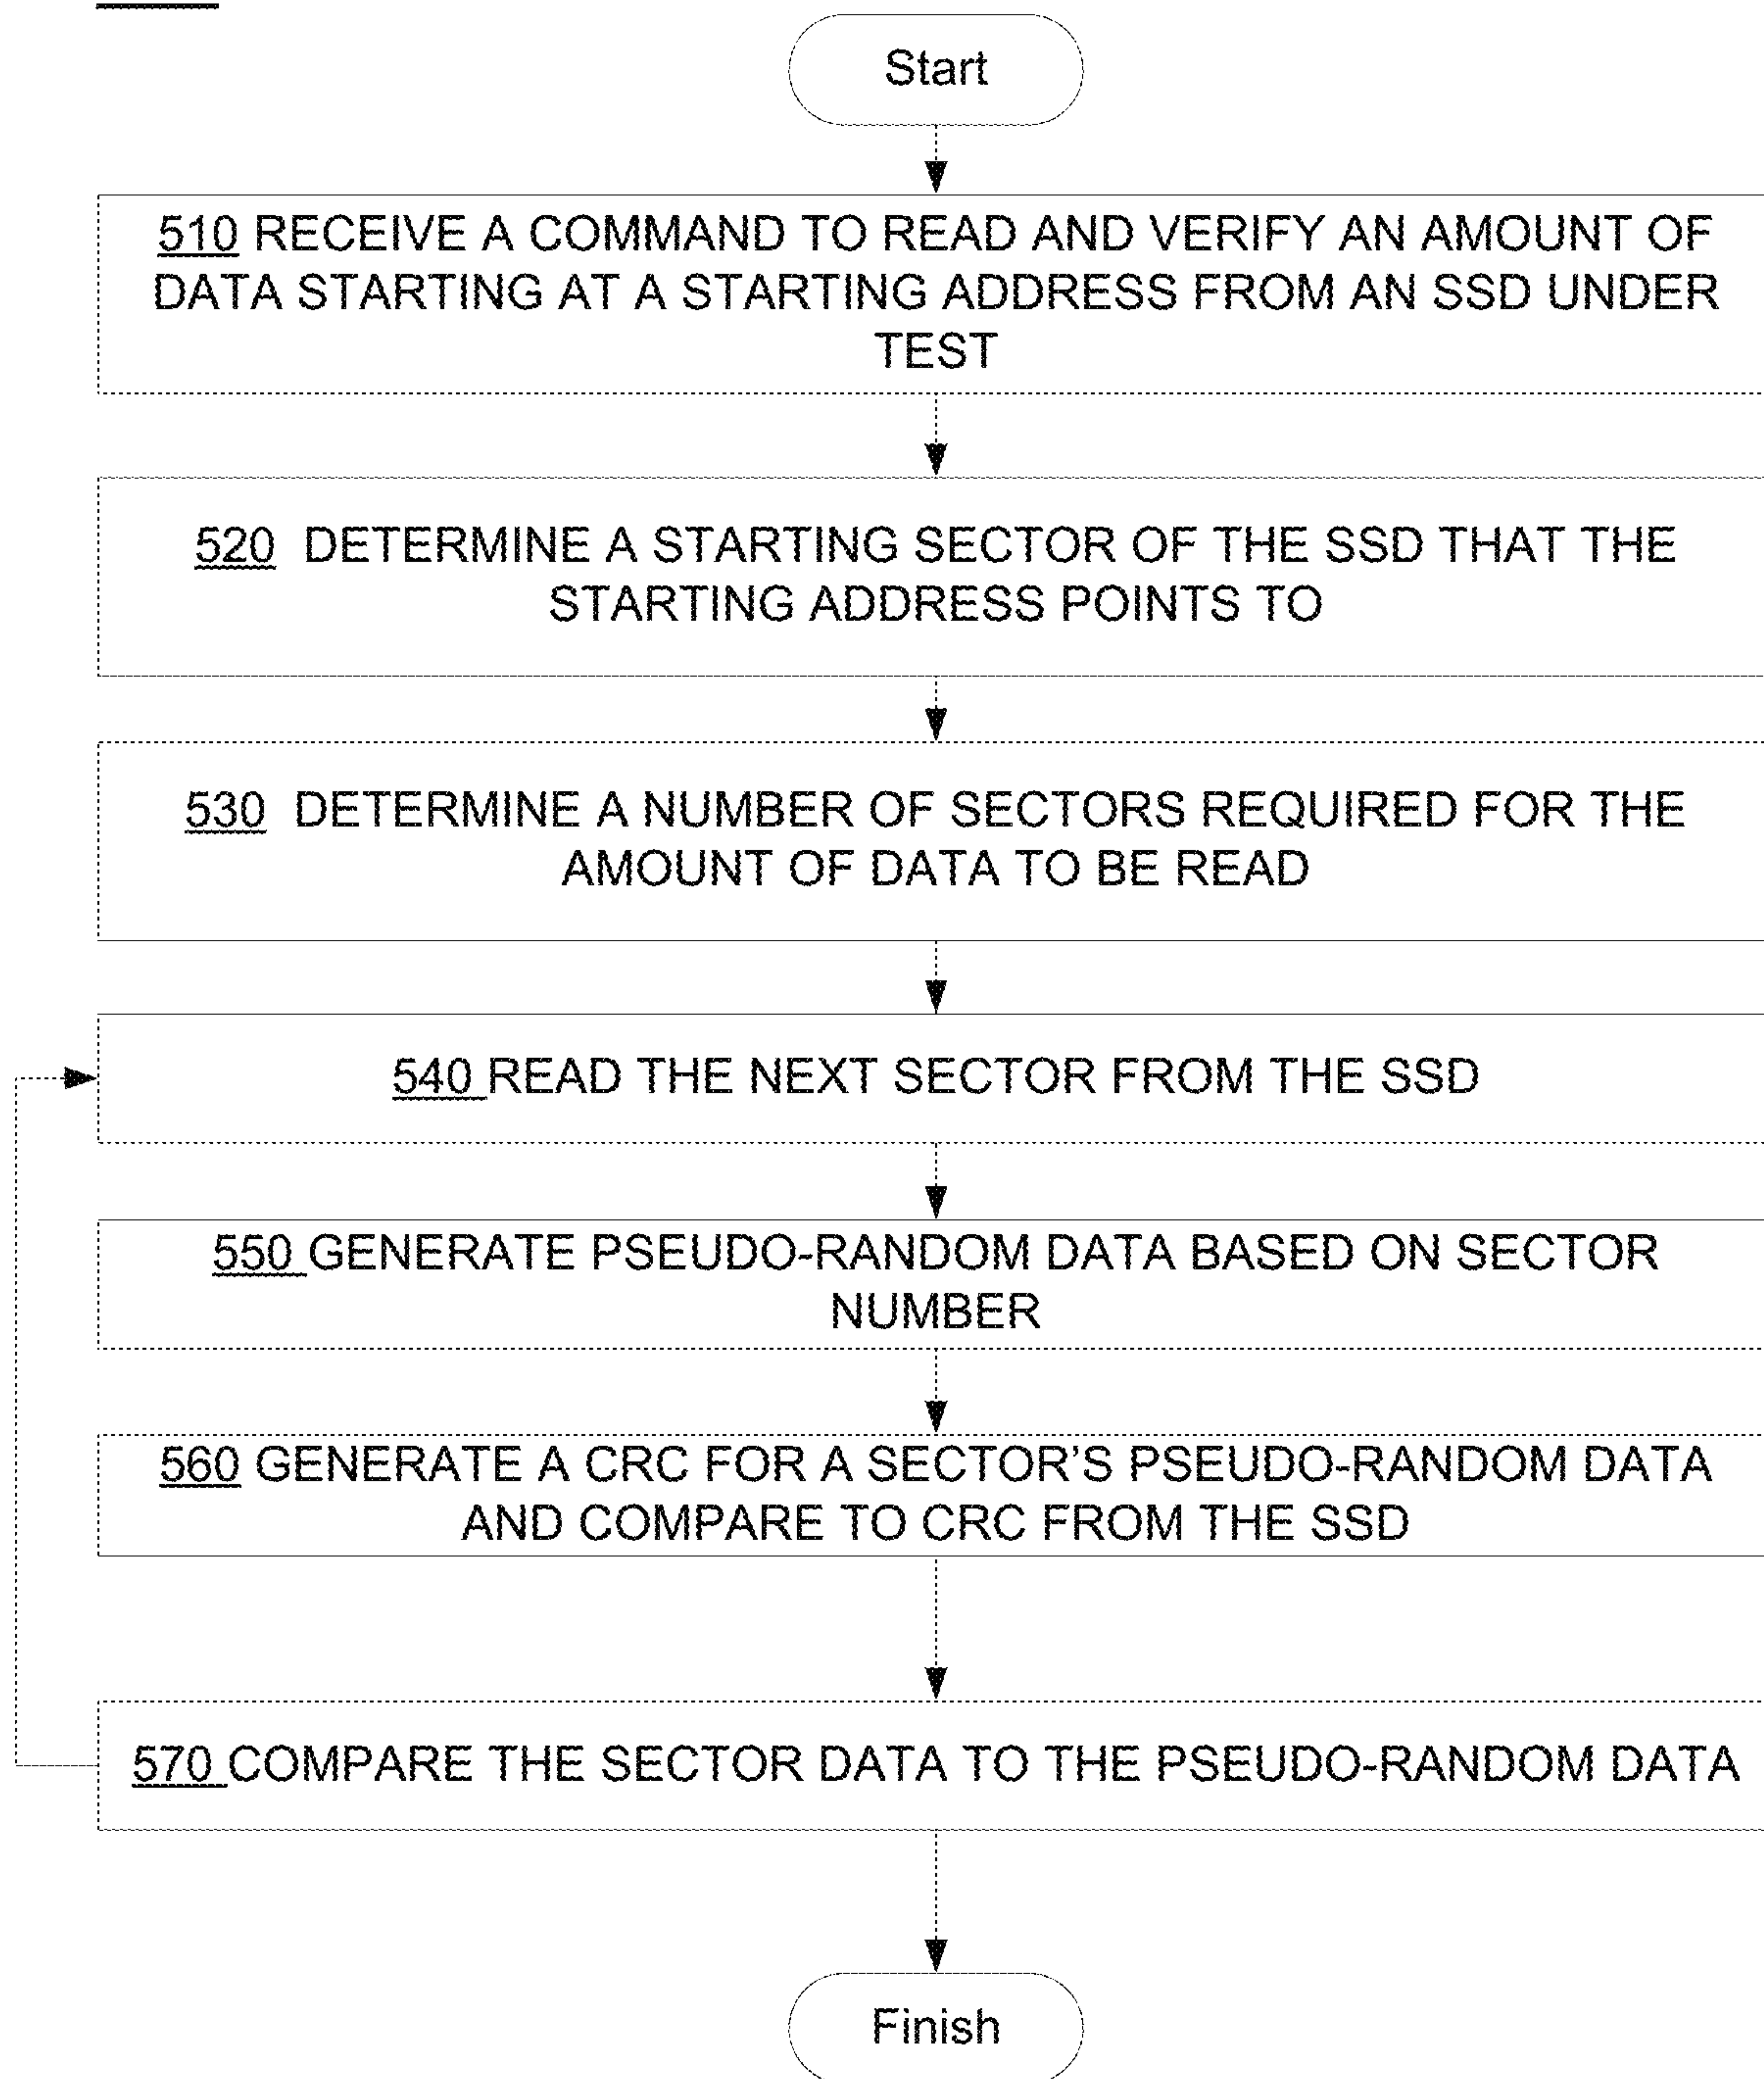 Start
510 RECEIVE A COMMAND TO READ AND VERIFY AN AMOUNT OF
DATA STARTING AT A STARTING ADDRESS FROM AN SSD UNDER
TEST
520 DETERMINE A STARTING SECTOR OF THE SSD THAT THE
STARTING ADDRESS POINTS TO
530 DETERMINE A NUMBER OF SECTORS REQUIRED FOR THE
AMOUNT OF DATA TO BE READ
540 READ THE NEXT SECTOR FROM THE SSD
550 GENERATE PSEUDO-RANDOM DATA BASED ON SECTOR
NUMBER
560 GENERATE A CRC FOR A SECTOR'S PSEUDO-RANDOM DATA
AND COMPARE TO CRC FROM THE SSD
570 COMPARE THE SECTOR DATA TO THE PSEUDO-RANDOM DATA
Finish